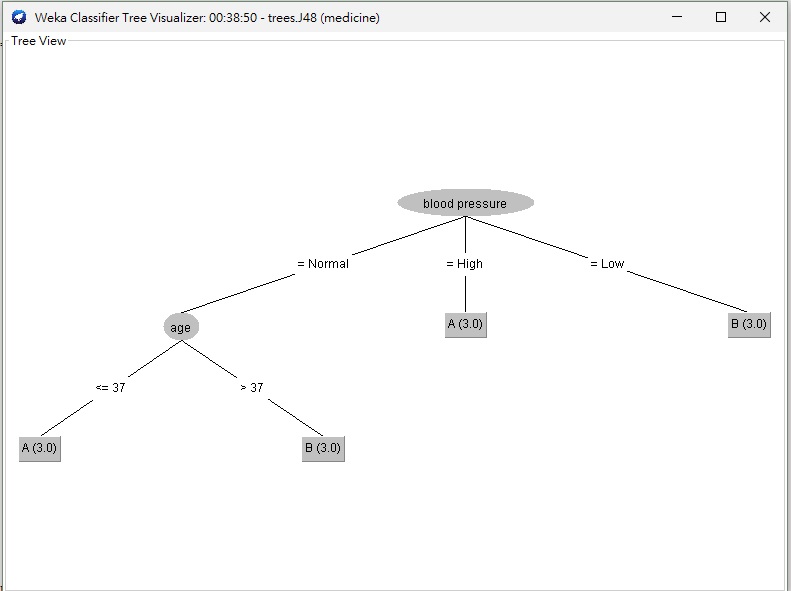 Weka Classifier Tree Visualizer: 00:38:50 - trees.J48 (medicine)
Tree View
blood pressure
= Normal
= High
= Low
age
A (3.0)
B (3.0)
<= 37
> 37
A (3.0)
B (3.0)